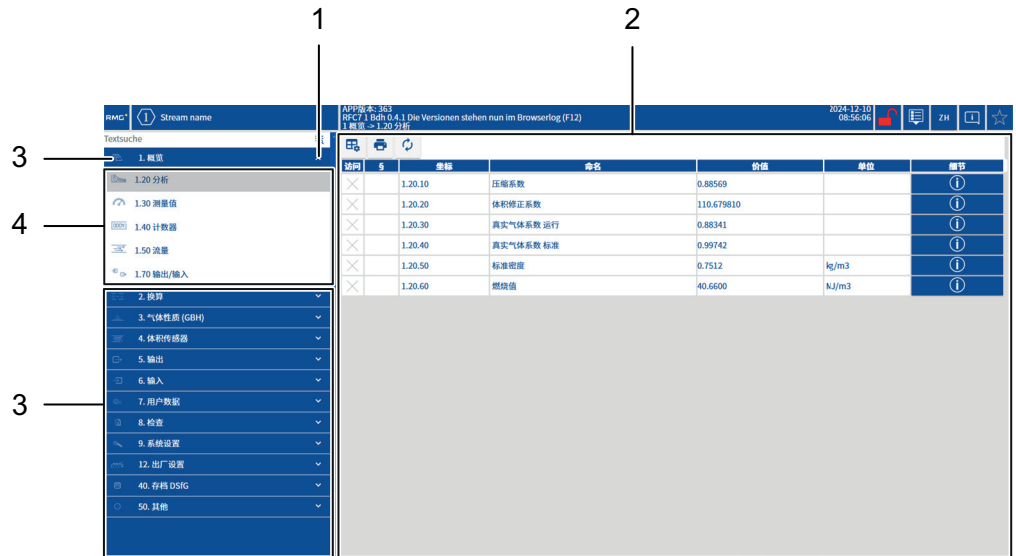 1
2
3
4
3
RMG
1
Stream name
APP版本: 363
RFC7 1 Bdh 0.4.1 Die Versionen stehen nun im Browserlog (F12)
1 概览 -> 1.20 分析
2024-12-10
08:56:06
ZH
Textsuche
1. 概览
1.20 分析
1.30 测量值
1.40 计数器
1.50 流量
1.70 输出/输入
2. 换算
3. 气体性质 (GBH)
4. 体积传感器
5. 输出
6. 输入
7. 用户数据
8. 检查
9. 系统设置
12. 出厂设置
40. 存档 DSfG
50. 其他
访问 § 坐标 命名 价值 单位 细节
1.20.10 压缩系数 0.88569
1.20.20 体积修正系数 110.679810
1.20.30 真实气体系数 运行 0.88341
1.20.40 真实气体系数 标准 0.99742
1.20.50 标准密度 0.7512 kg/m3
1.20.60 燃烧值 40.6600 MJ/m3